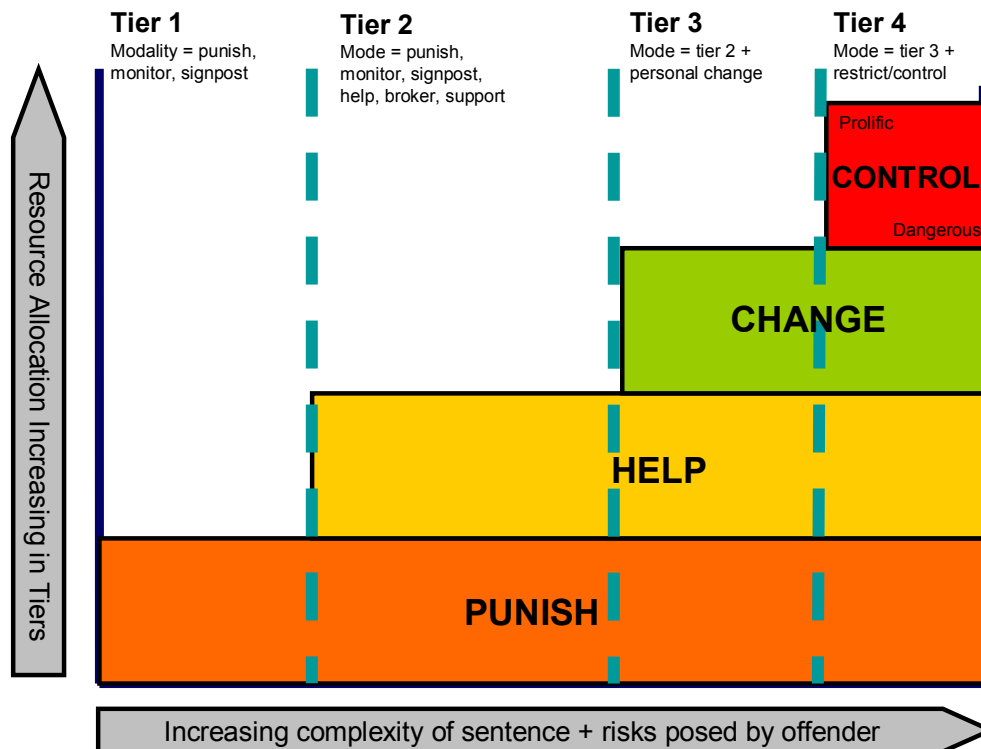 Tier 1
Modality = punish,
monitor, signpost
Tier 2
Mode = punish,
monitor, signpost,
help, broker, support
Tier 3
Mode = tier 2 +
personal change
Tier 4
Mode = tier 3 +
restrict/control
Resource Allocation Increasing in Tiers
Prolific
CONTROL
Dangerous
CHANGE
HELP
PUNISH
Increasing complexity of sentence + risks posed by offender